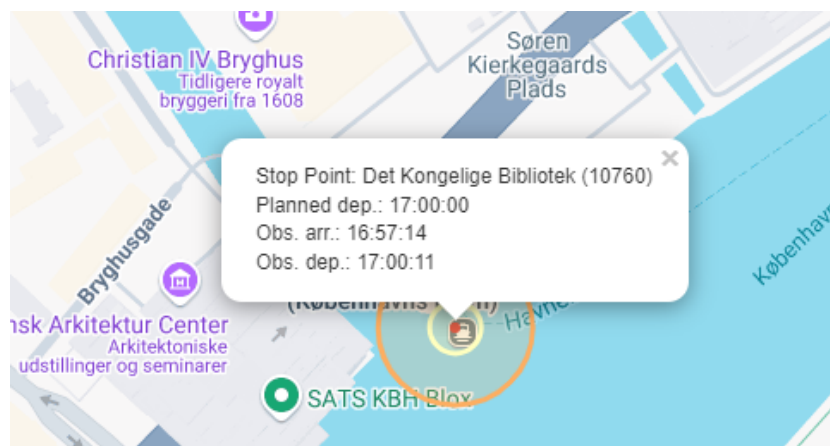 Christian IV Bryghus
Tidligere royalt
bryggeri fra 1608
Søren
Kierkegaards
Plads
Stop Point: Det Kongelige Bibliotek (10760)
Planned dep.: 17:00:00
Obs. arr.: 16:57:14
Obs. dep.: 17:00:11
×
Bryghusgade
nsk Arkitektur Center
Arkitektoniske
udstillinger og seminarer
SATS KBH Blox